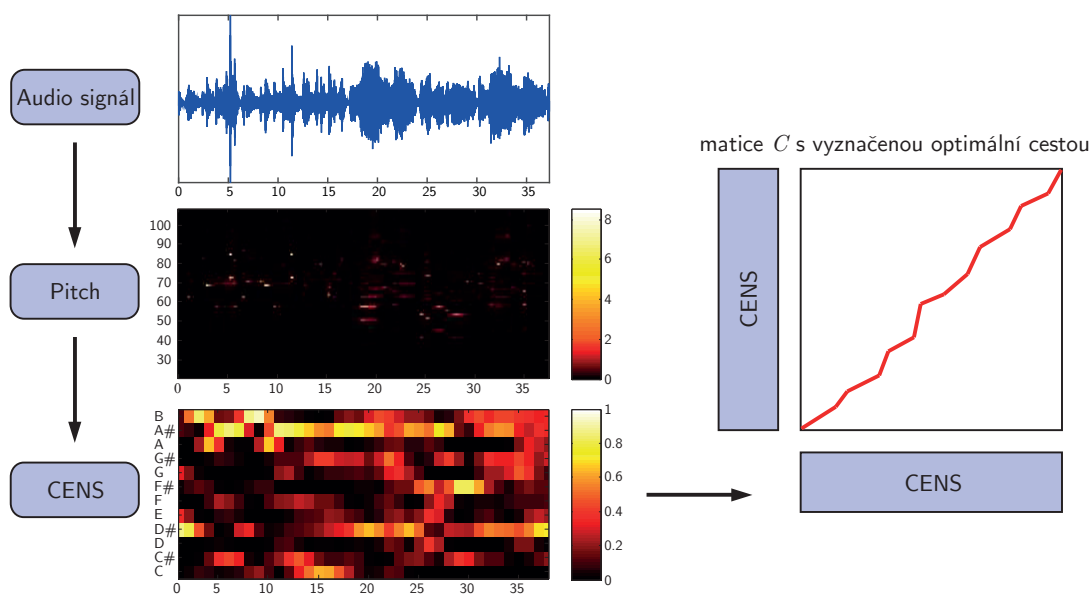 Audio signál
0 5 10 15 20 25 30 35
Pitch
100
90
80
70
60
50
40
30
0 5 10 15 20 25 30 35
8
6
4
2
0
CENS
B
A#
A
G#
G
F#
F
E
D#
D
C#
C
0 5 10 15 20 25 30 35
1
0.8
0.6
0.4
0.2
0
matice C s vyznačenou optimální cestou
CENS
CENS